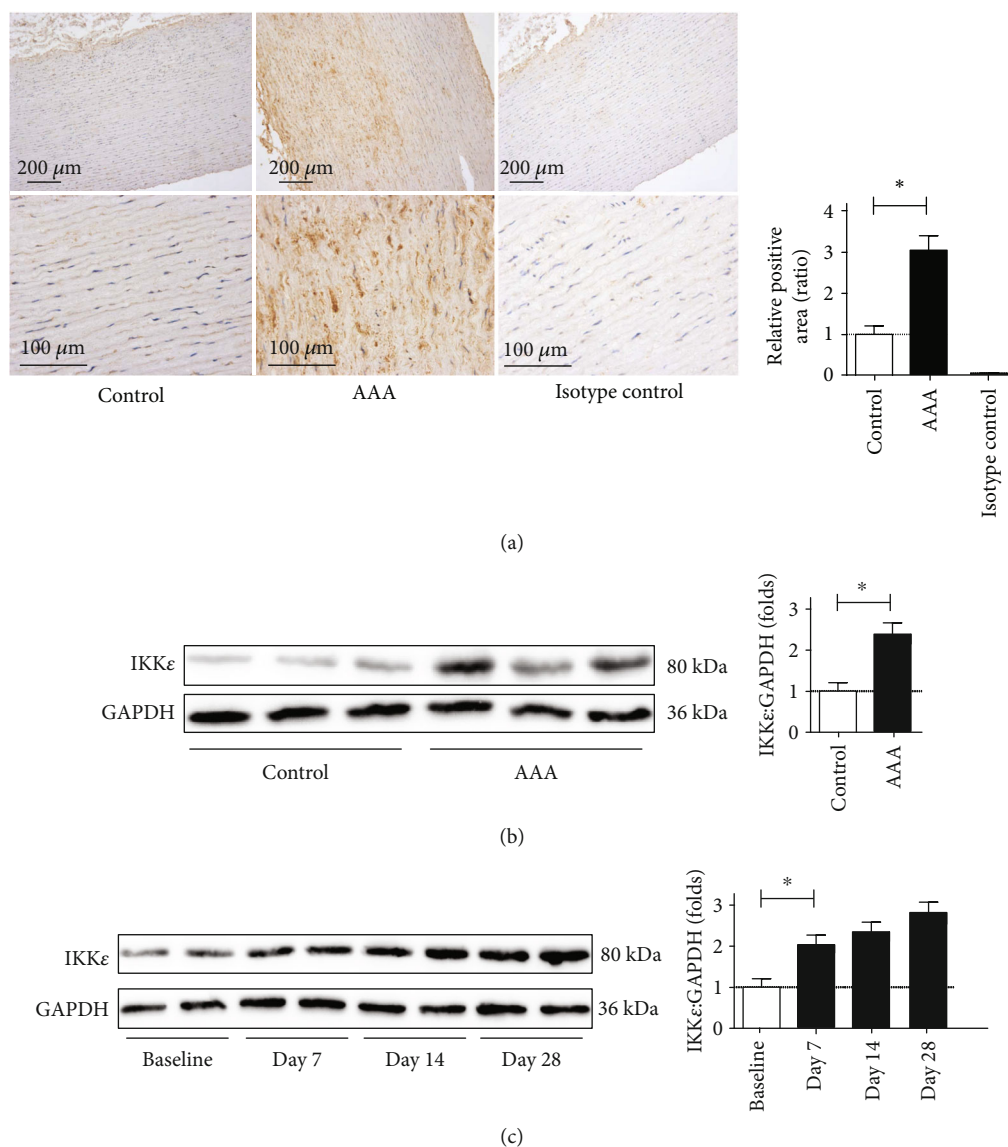 200 μm
200 μm
200 μm
100 μm
100 μm
100 μm
Control
AAA
Isotype control
Relative positive
area (ratio)
4
3
2
1
0
*
Control
AAA
Isotype control
(a)
IKKε
80 kDa
GAPDH
36 kDa
Control
AAA
IKKε:GAPDH (folds)
3
2
1
0
*
Control
AAA
(b)
IKKε
80 kDa
GAPDH
36 kDa
Baseline
Day 7
Day 14
Day 28
IKKε:GAPDH (folds)
3
2
1
0
*
Baseline
Day 7
Day 14
Day 28
(c)